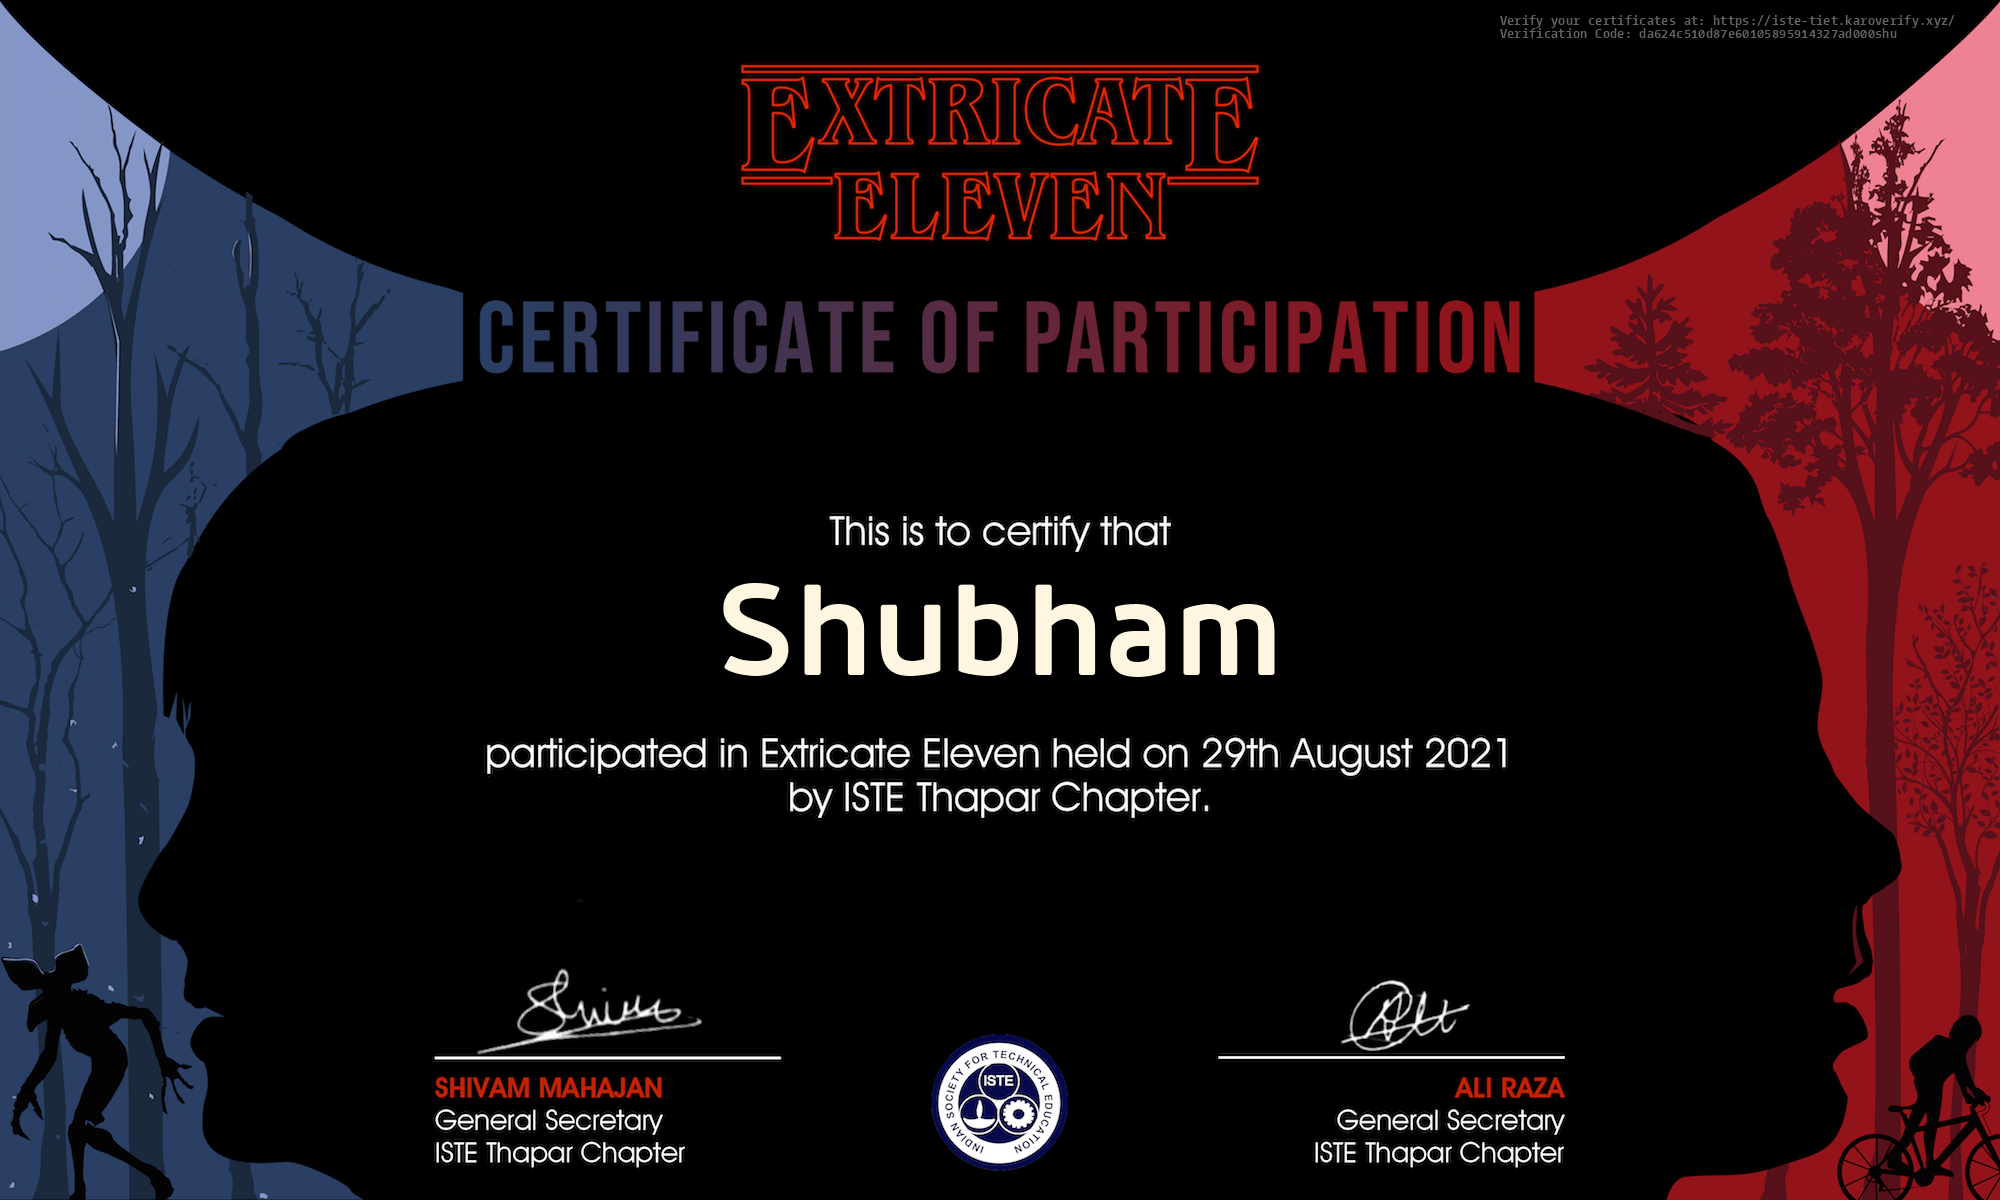 Verify your certificates at: https://iste-tiet.karoverify.xyz/
Verification Code: da624c510d87e60105895914327ad000shu
EXTRICATE
ELEVEN
CERTIFICATE OF PARTICIPATION
This is to certify that
Shubham
participated in Extricate Eleven held on 29th August 2021
by ISTE Thapar Chapter.
SHIVAM MAHAJAN
General Secretary
ISTE Thapar Chapter
INDIAN SOCIETY FOR TECHNICAL EDUCATION
ISTE
ALI RAZA
General Secretary
ISTE Thapar Chapter